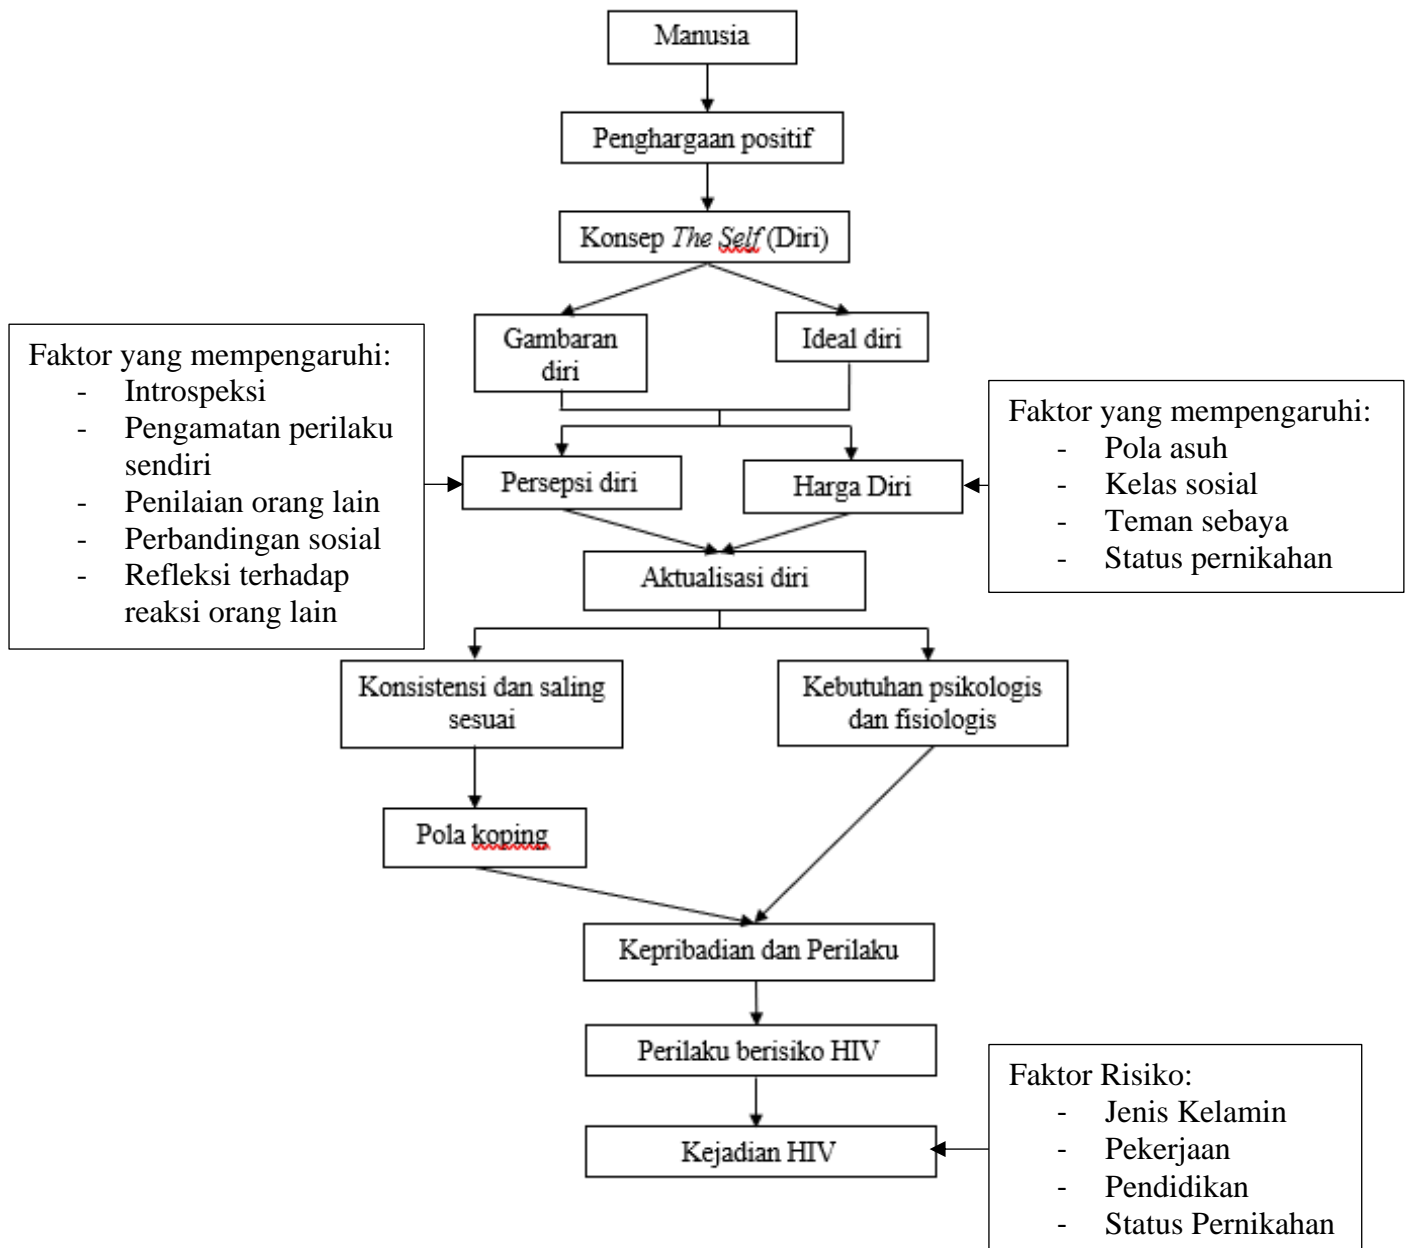 Manusia
Penghargaan positif
Konsep The Self (Diri)
Gambaran
diri
Ideal diri
Faktor yang mempengaruhi:
- Introspeksi
- Pengamatan perilaku
sendiri
- Penilaian orang lain
- Perbandingan sosial
- Refleksi terhadap
reaksi orang lain
Faktor yang mempengaruhi:
- Pola asuh
- Kelas sosial
- Teman sebaya
- Status pernikahan
Persepsi diri
Harga Diri
Aktualisasi diri
Konsistensi dan saling
sesuai
Kebutuhan psikologis
dan fisiologis
Pola koping
Kepribadian dan Perilaku
Perilaku berisiko HIV
Kejadian HIV
Faktor Risiko:
- Jenis Kelamin
- Pekerjaan
- Pendidikan
- Status Pernikahan